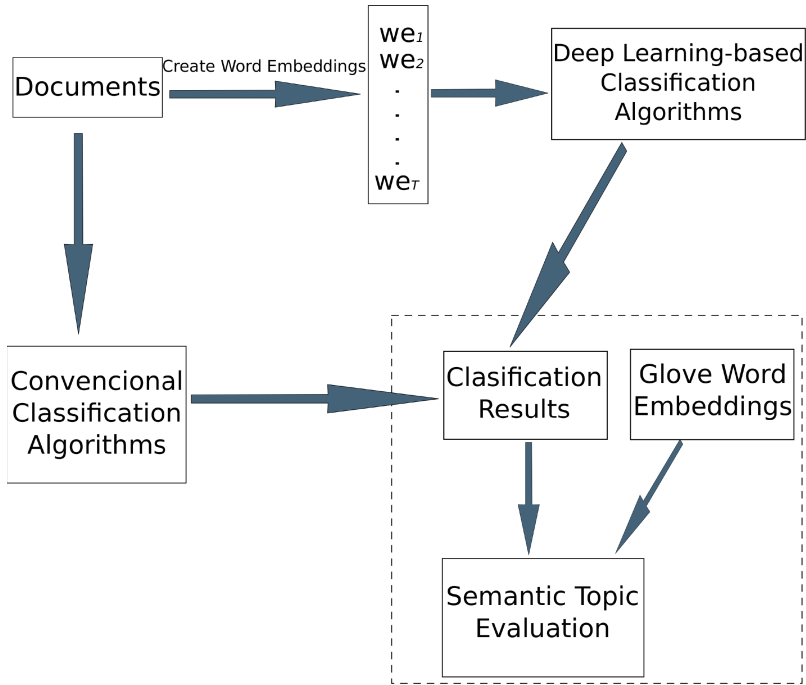 Documents
Create Word Embeddings
we1
we2
.
.
.
.
weT
Deep Learning-based
Classification
Algorithms
Convencional
Classification
Algorithms
Clasification
Results
Glove Word
Embeddings
Semantic Topic
Evaluation